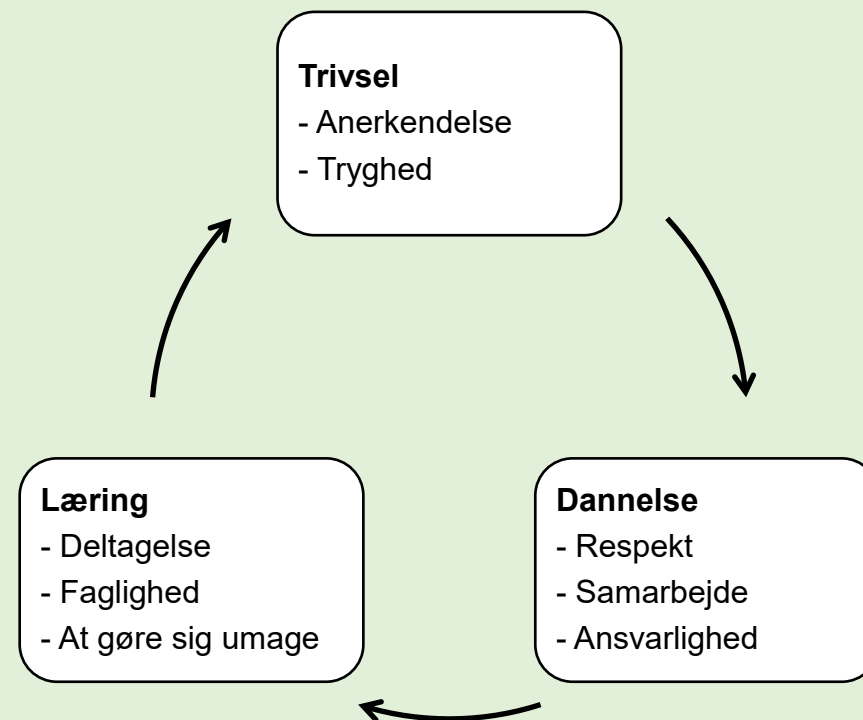 Trivsel
- Anerkendelse
- Tryghed
Læring
- Deltagelse
- Faglighed
- At gøre sig umage
Dannelse
- Respekt
- Samarbejde
- Ansvarlighed